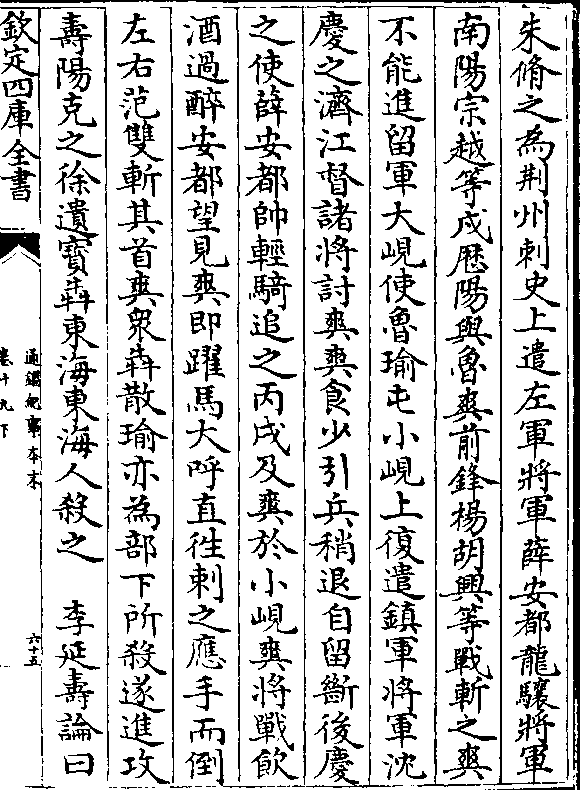 朱脩之為荆州刺史上遣左軍將軍薛安都龍驤將軍
南陽宗越等戍歷陽與魯爽前鋒楊胡興等戰斬之爽
不能進留軍大峴使魯瑜屯小峴上復遣鎮軍將軍沈
慶之濟江督諸將討爽爽食少引兵稍退自留斷後慶
之使薛安都帥輕騎追之丙戌及爽於小峴爽將戰飲
酒過醉安都望見爽即躍馬大呼直徃刺之應手而倒
左右范雙斬其首爽衆犇散瑜亦為部下所殺遂進攻
壽陽克之徐遺寶犇東海東海人殺之　李延壽論曰
欽定四庫全書
通鑑紀事本末
卷十九下
六十五